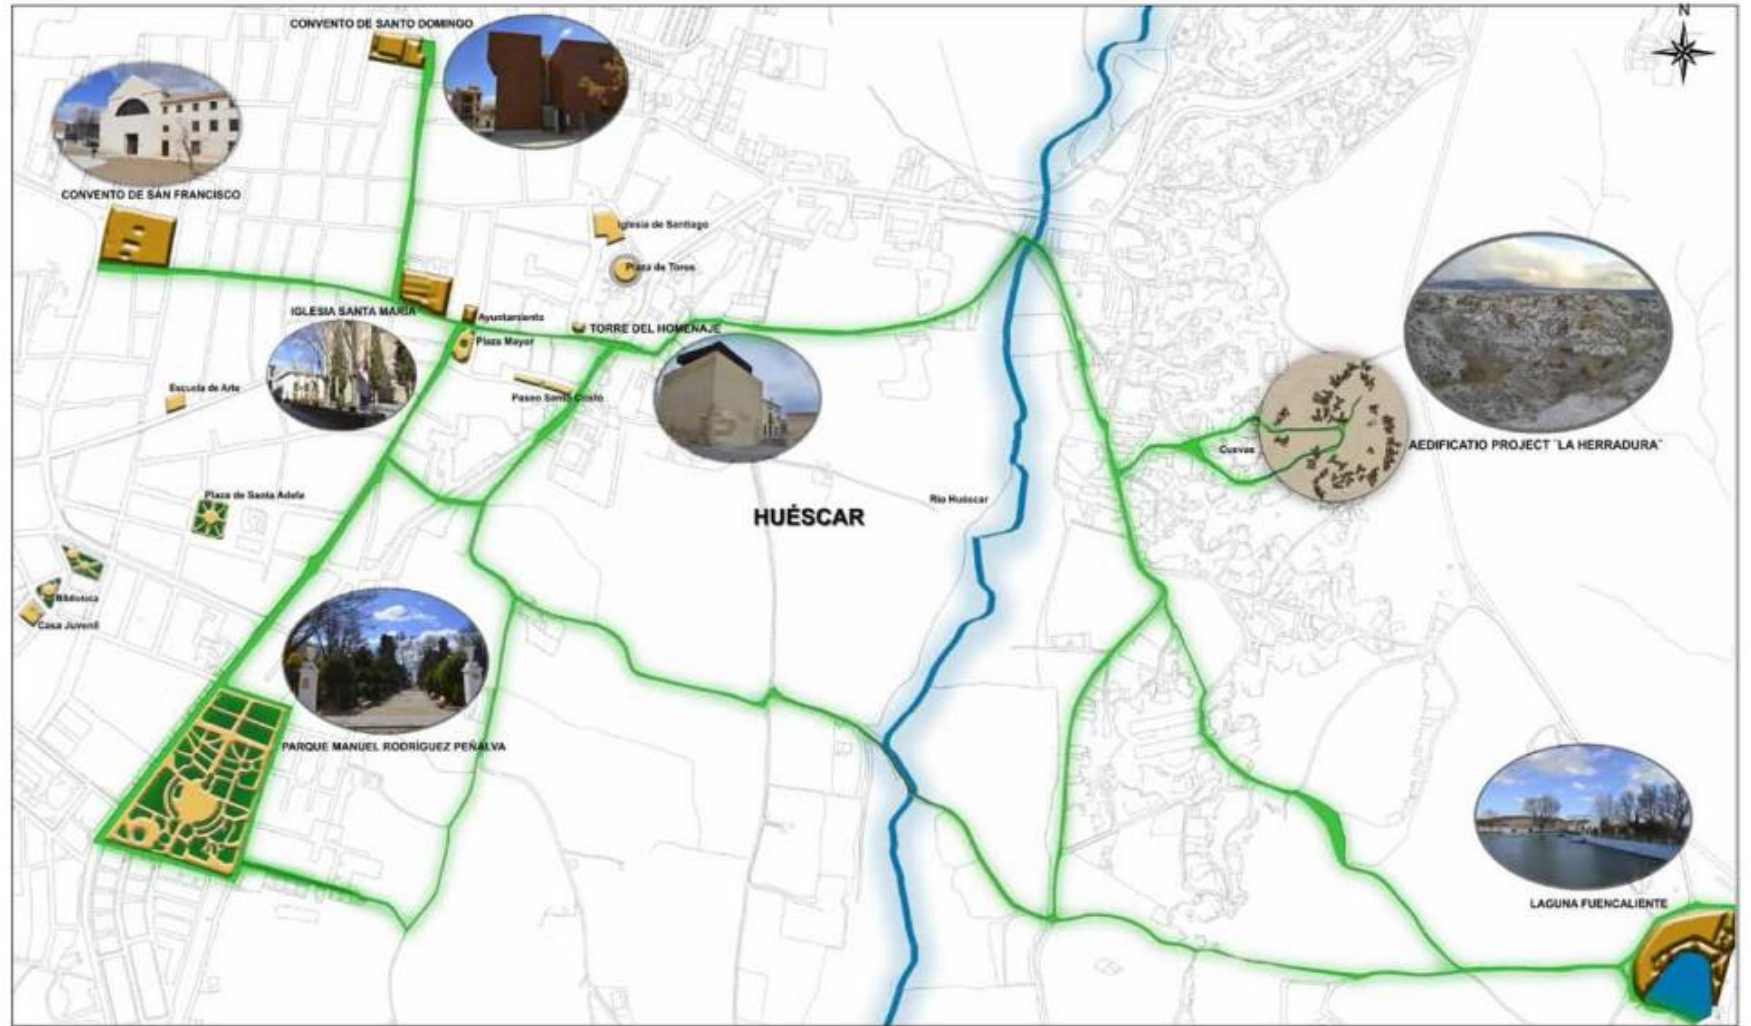 N
CONVENTO DE SANTO DOMINGO
CONVENTO DE SAN FRANCISCO
Iglesia de Santiago
Plaza de Toros
IGLESIA SANTA MARÍA
Ayuntamiento
TORRE DEL HOMENAJE
Plaza Mayor
Escuela de Arte
Paseo Santo Cristo
Cuevas
AEDIFICATIO PROJECT ¨LA HERRADURA¨
Plaza de Santa Adela
Río Huéscar
HUÉSCAR
Biblioteca
Casa Juvenil
PARQUE MANUEL RODRÍGUEZ PEÑALVA
LAGUNA FUENCALIENTE